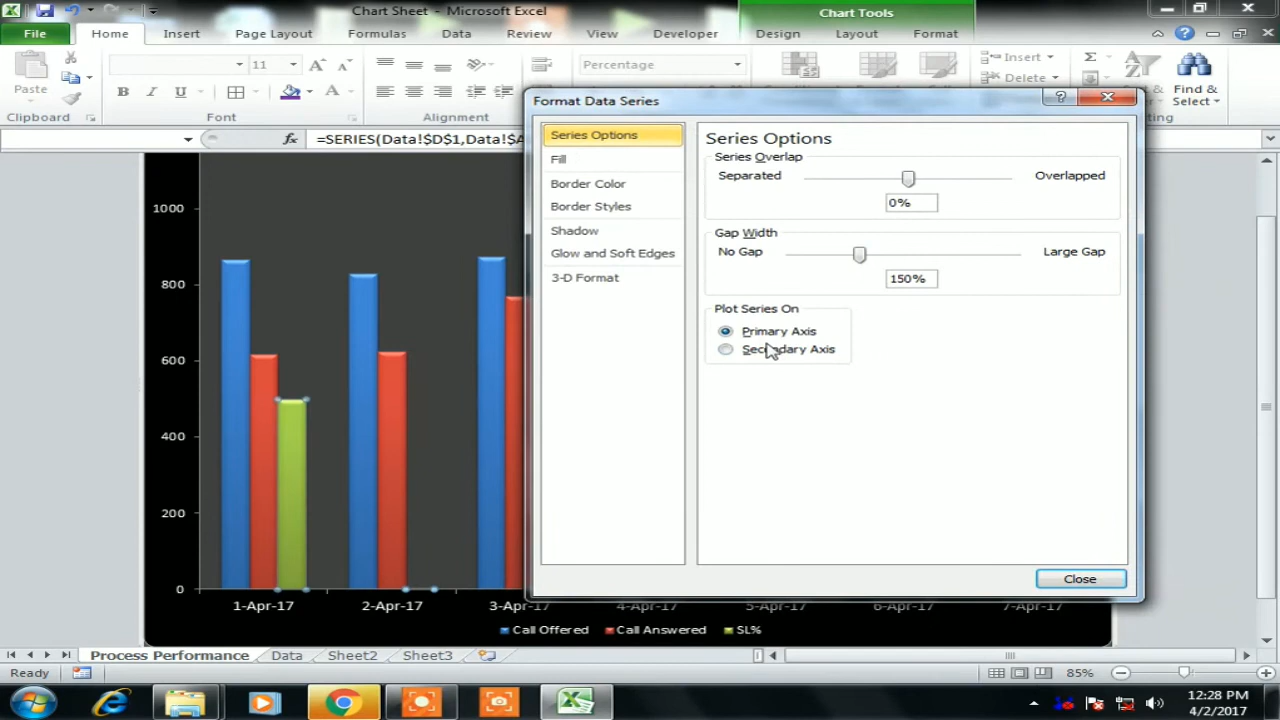 Chart Sheet - Microsoft Excel
Chart Tools
File Home Insert Page Layout Formulas Data Review View Developer Design Layout Format
Paste
11
Percentage
Insert
Delete
Σ
Find &
Select
B I U
A
Clipboard
Font
Alignment
fx =SERIES(Data!$D$1,Data!$A
Format Data Series
Series Options
Fill
Border Color
Border Styles
Shadow
Glow and Soft Edges
3-D Format
Series Options
Series Overlap
Separated
Overlapped
0%
Gap Width
No Gap
Large Gap
150%
Plot Series On
Primary Axis
Secondary Axis
Close
1000
800
600
400
200
0
1-Apr-17 2-Apr-17 3-Apr-17 4-Apr-17 5-Apr-17 6-Apr-17 7-Apr-17
Call Offered Call Answered SL%
Process Performance Data Sheet2 Sheet3
Ready
85%
12:28 PM
4/2/2017